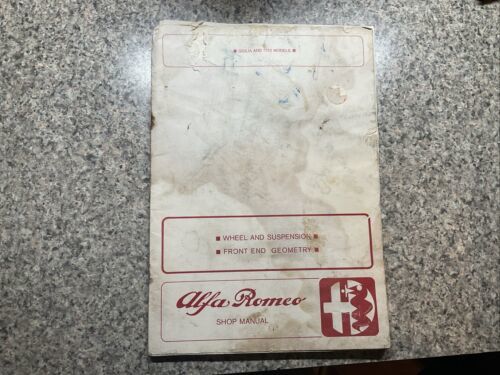 ■ GIULIA AND 1750 MODELS ■
■ WHEEL AND SUSPENSION ■
■ FRONT END GEOMETRY ■
Alfa Romeo
SHOP MANUAL